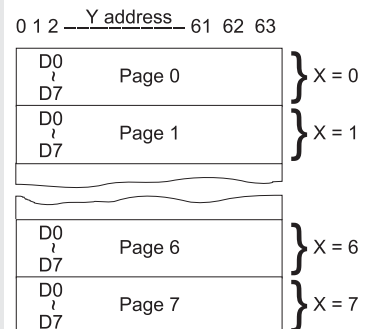 Y address
0 1 2 61 62 63
D0
~
D7
Page 0
X = 0
D0
~
D7
Page 1
X = 1
D0
~
D7
Page 6
X = 6
D0
~
D7
Page 7
X = 7